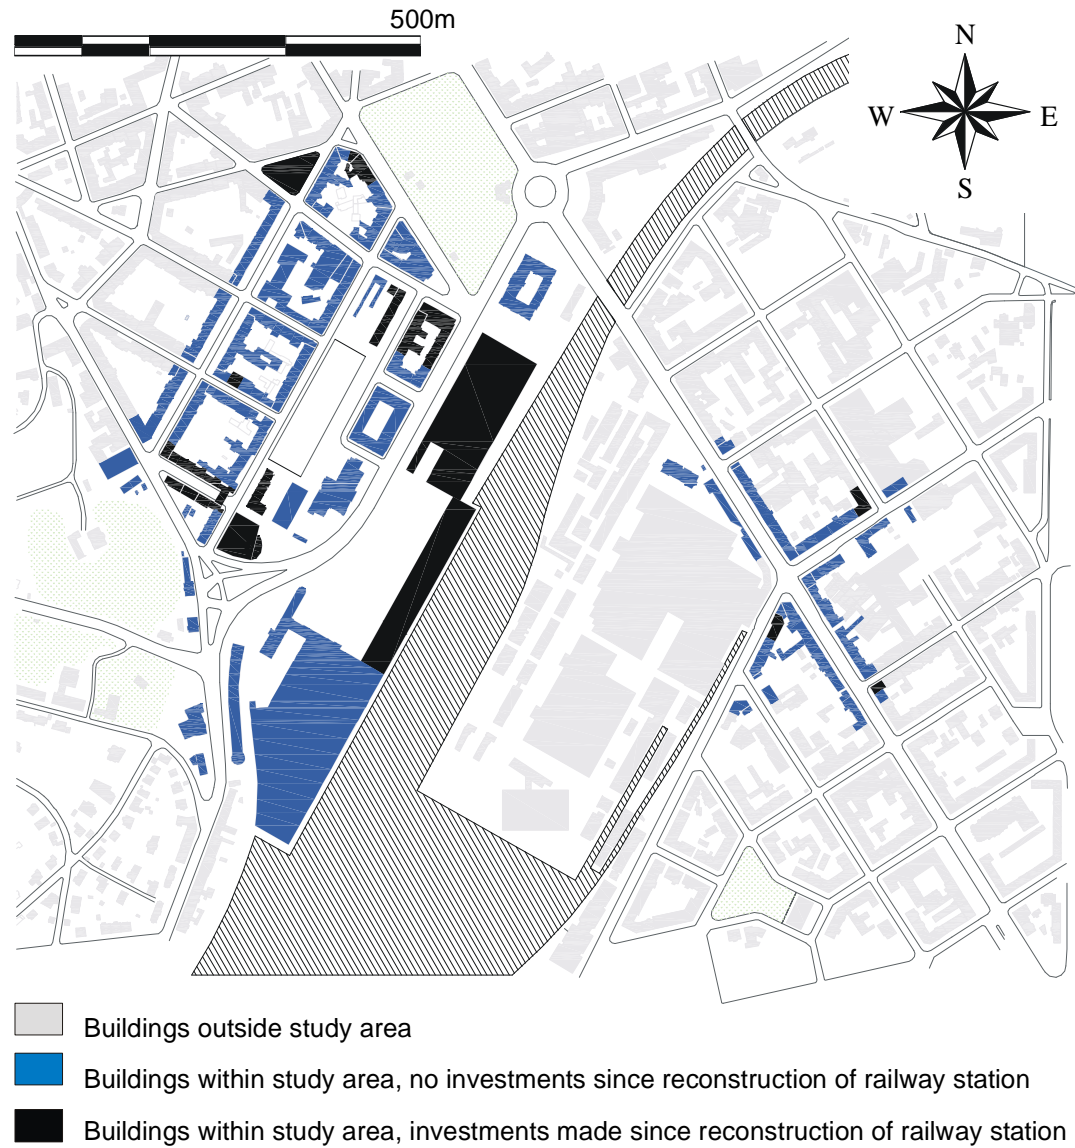 500m
N
W E
S
Buildings outside study area
Buildings within study area, no investments since reconstruction of railway station
Buildings within study area, investments made since reconstruction of railway station